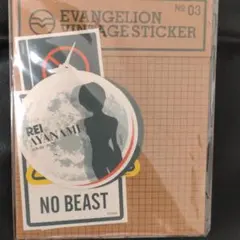 EVANGELION
VINTAGE STICKER
NO 03
REI
AYANAMI
NO BEAST